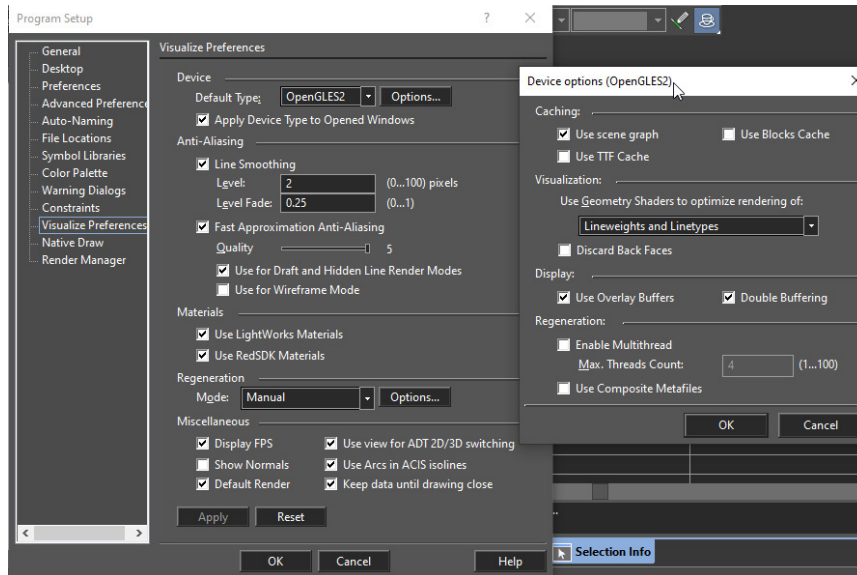 Program Setup
?
General
Desktop
Preferences
Advanced Preference
Auto-Naming
File Locations
Symbol Libraries
Color Palette
Warning Dialogs
Constraints
Visualize Preferences
Native Draw
Render Manager
Visualize Preferences
Device
Default Type:
OpenGLES2
Options...
Apply Device Type to Opened Windows
Anti-Aliasing
Line Smoothing
Level:
2
(0...100) pixels
Level Fade:
0.25
(0...1)
Fast Approximation Anti-Aliasing
Quality
5
Use for Draft and Hidden Line Render Modes
Use for Wireframe Mode
Materials
Use LightWorks Materials
Use RedSDK Materials
Regeneration
Mode:
Manual
Options...
Miscellaneous
Display FPS
Use view for ADT 2D/3D switching
Show Normals
Use Arcs in ACIS isolines
Default Render
Keep data until drawing close
Apply
Reset
OK
Cancel
Help
Device options (OpenGLES2)
Caching:
Use scene graph
Use Blocks Cache
Use TTF Cache
Visualization:
Use Geometry Shaders to optimize rendering of:
Lineweights and Linetypes
Discard Back Faces
Display:
Use Overlay Buffers
Double Buffering
Regeneration:
Enable Multithread
Max. Threads Count:
4
(1...100)
Use Composite Metafiles
OK
Cancel
Selection Info